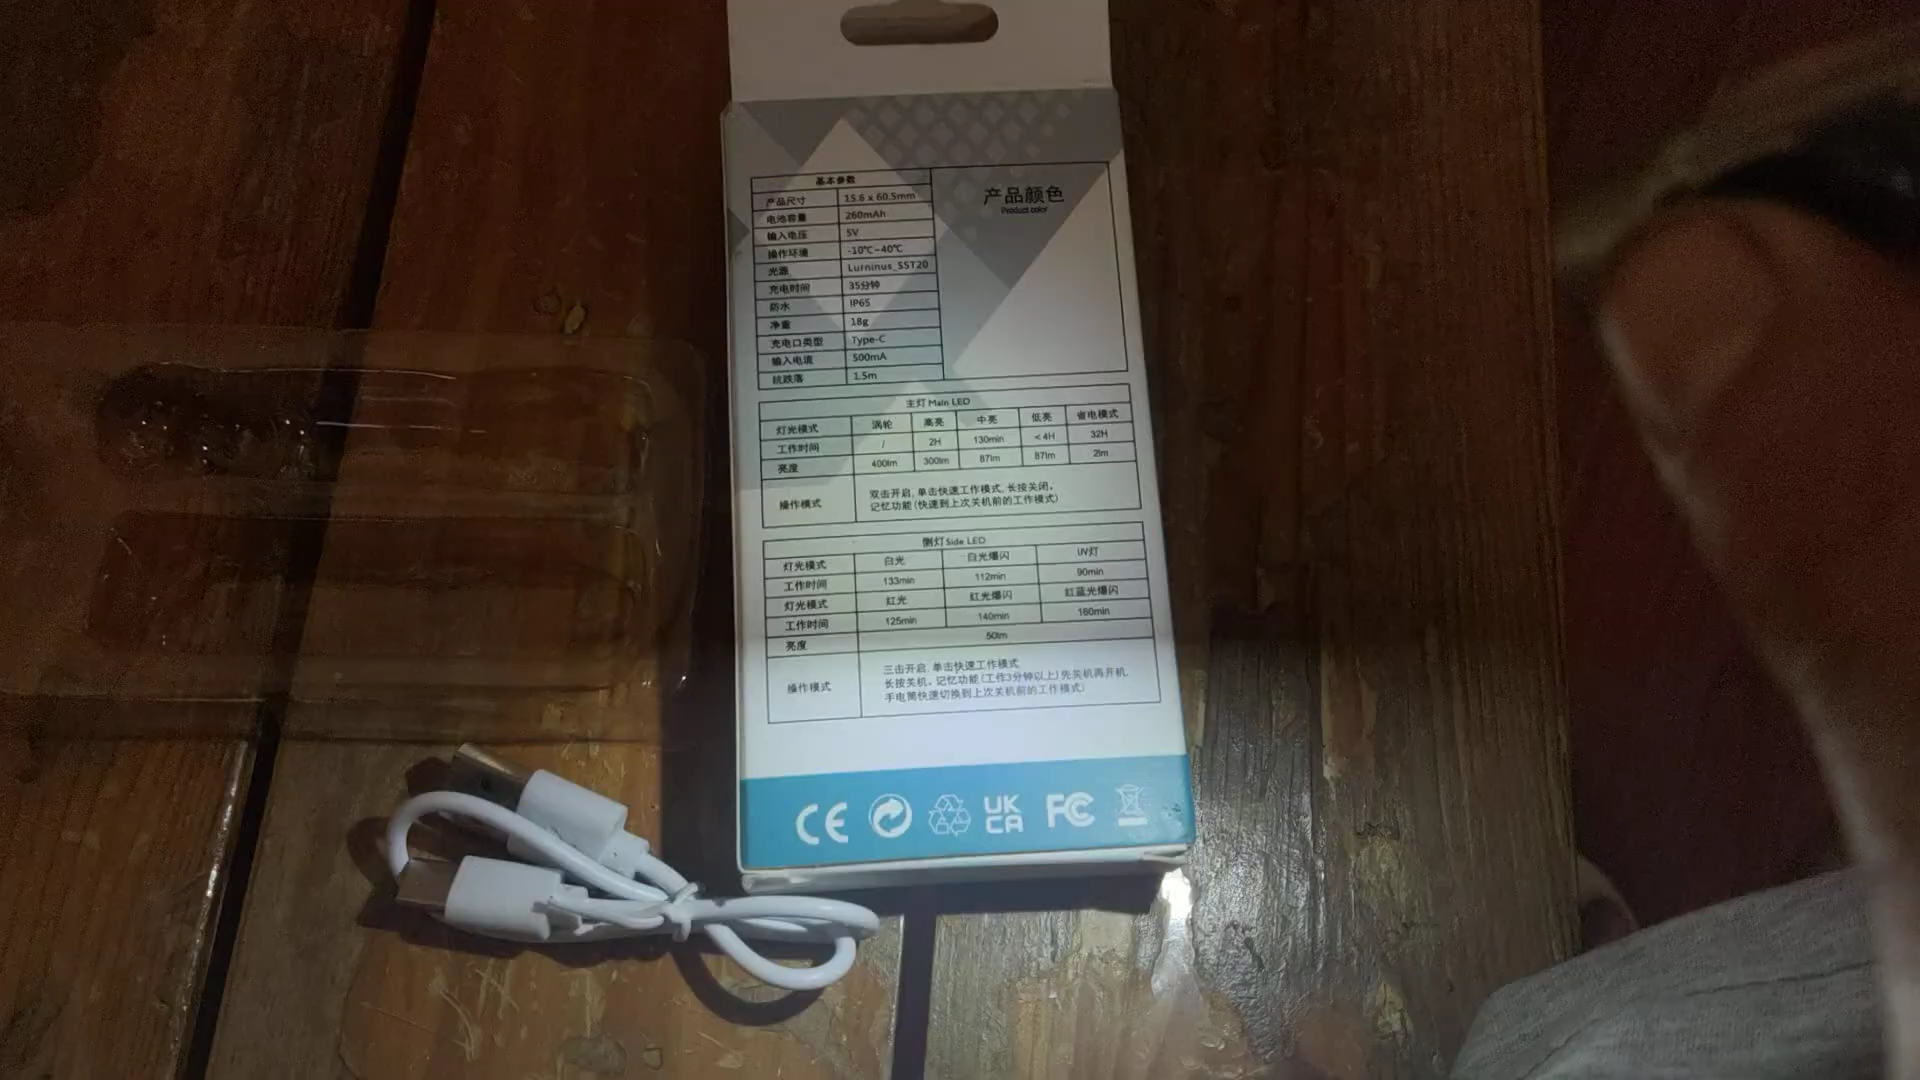 基本参数
产品尺寸 15.6 x 60.5mm
电池容量 260mAh
输入电压 5V
操作环境 -10℃~40℃
光源 Lurninus_SST20
充电时间 35分钟
防水 IP65
净重 18g
充电口类型 Type-C
输入电流 500mA
抗跌落 1.5m
产品颜色
Product color
主灯 Main LED
灯光模式 涡轮 高亮 中亮 低亮 省电模式
工作时间 / 2H 130min <4H 32H
亮度 400lm 300lm 87lm 87lm 2lm
操作模式
双击开启, 单击快速工作模式, 长按关闭。
记忆功能 (快速到上次关机前的工作模式)
侧灯 Side LED
灯光模式 白光 白光爆闪 UV灯
工作时间 133min 112min 90min
灯光模式 红光 红光爆闪 红蓝光爆闪
工作时间 125min 140min 160min
亮度 50lm
操作模式
三击开启, 单击快速工作模式
长按关机。记忆功能 (工作3分钟以上) 先关机再开机,
手电筒快速切换到上次关机前的工作模式)
CE
UK
CA
FC